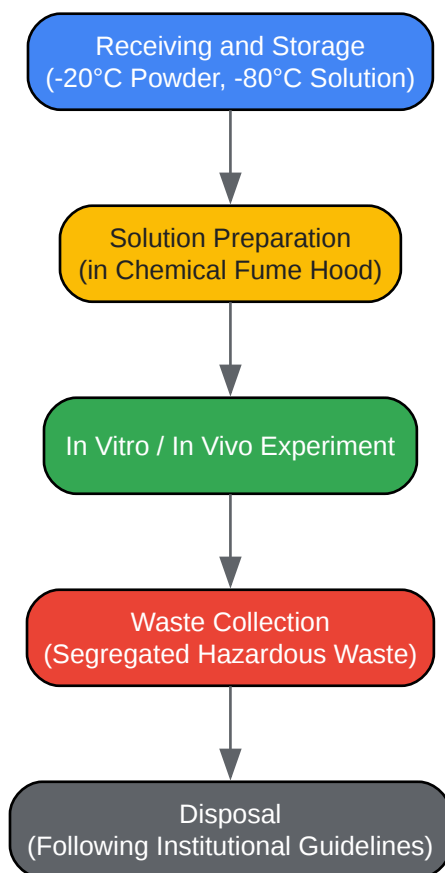 Receiving and Storage
(-20°C Powder, -80°C Solution)
Solution Preparation
(in Chemical Fume Hood)
In Vitro / In Vivo Experiment
Waste Collection
(Segregated Hazardous Waste)
Disposal
(Following Institutional Guidelines)